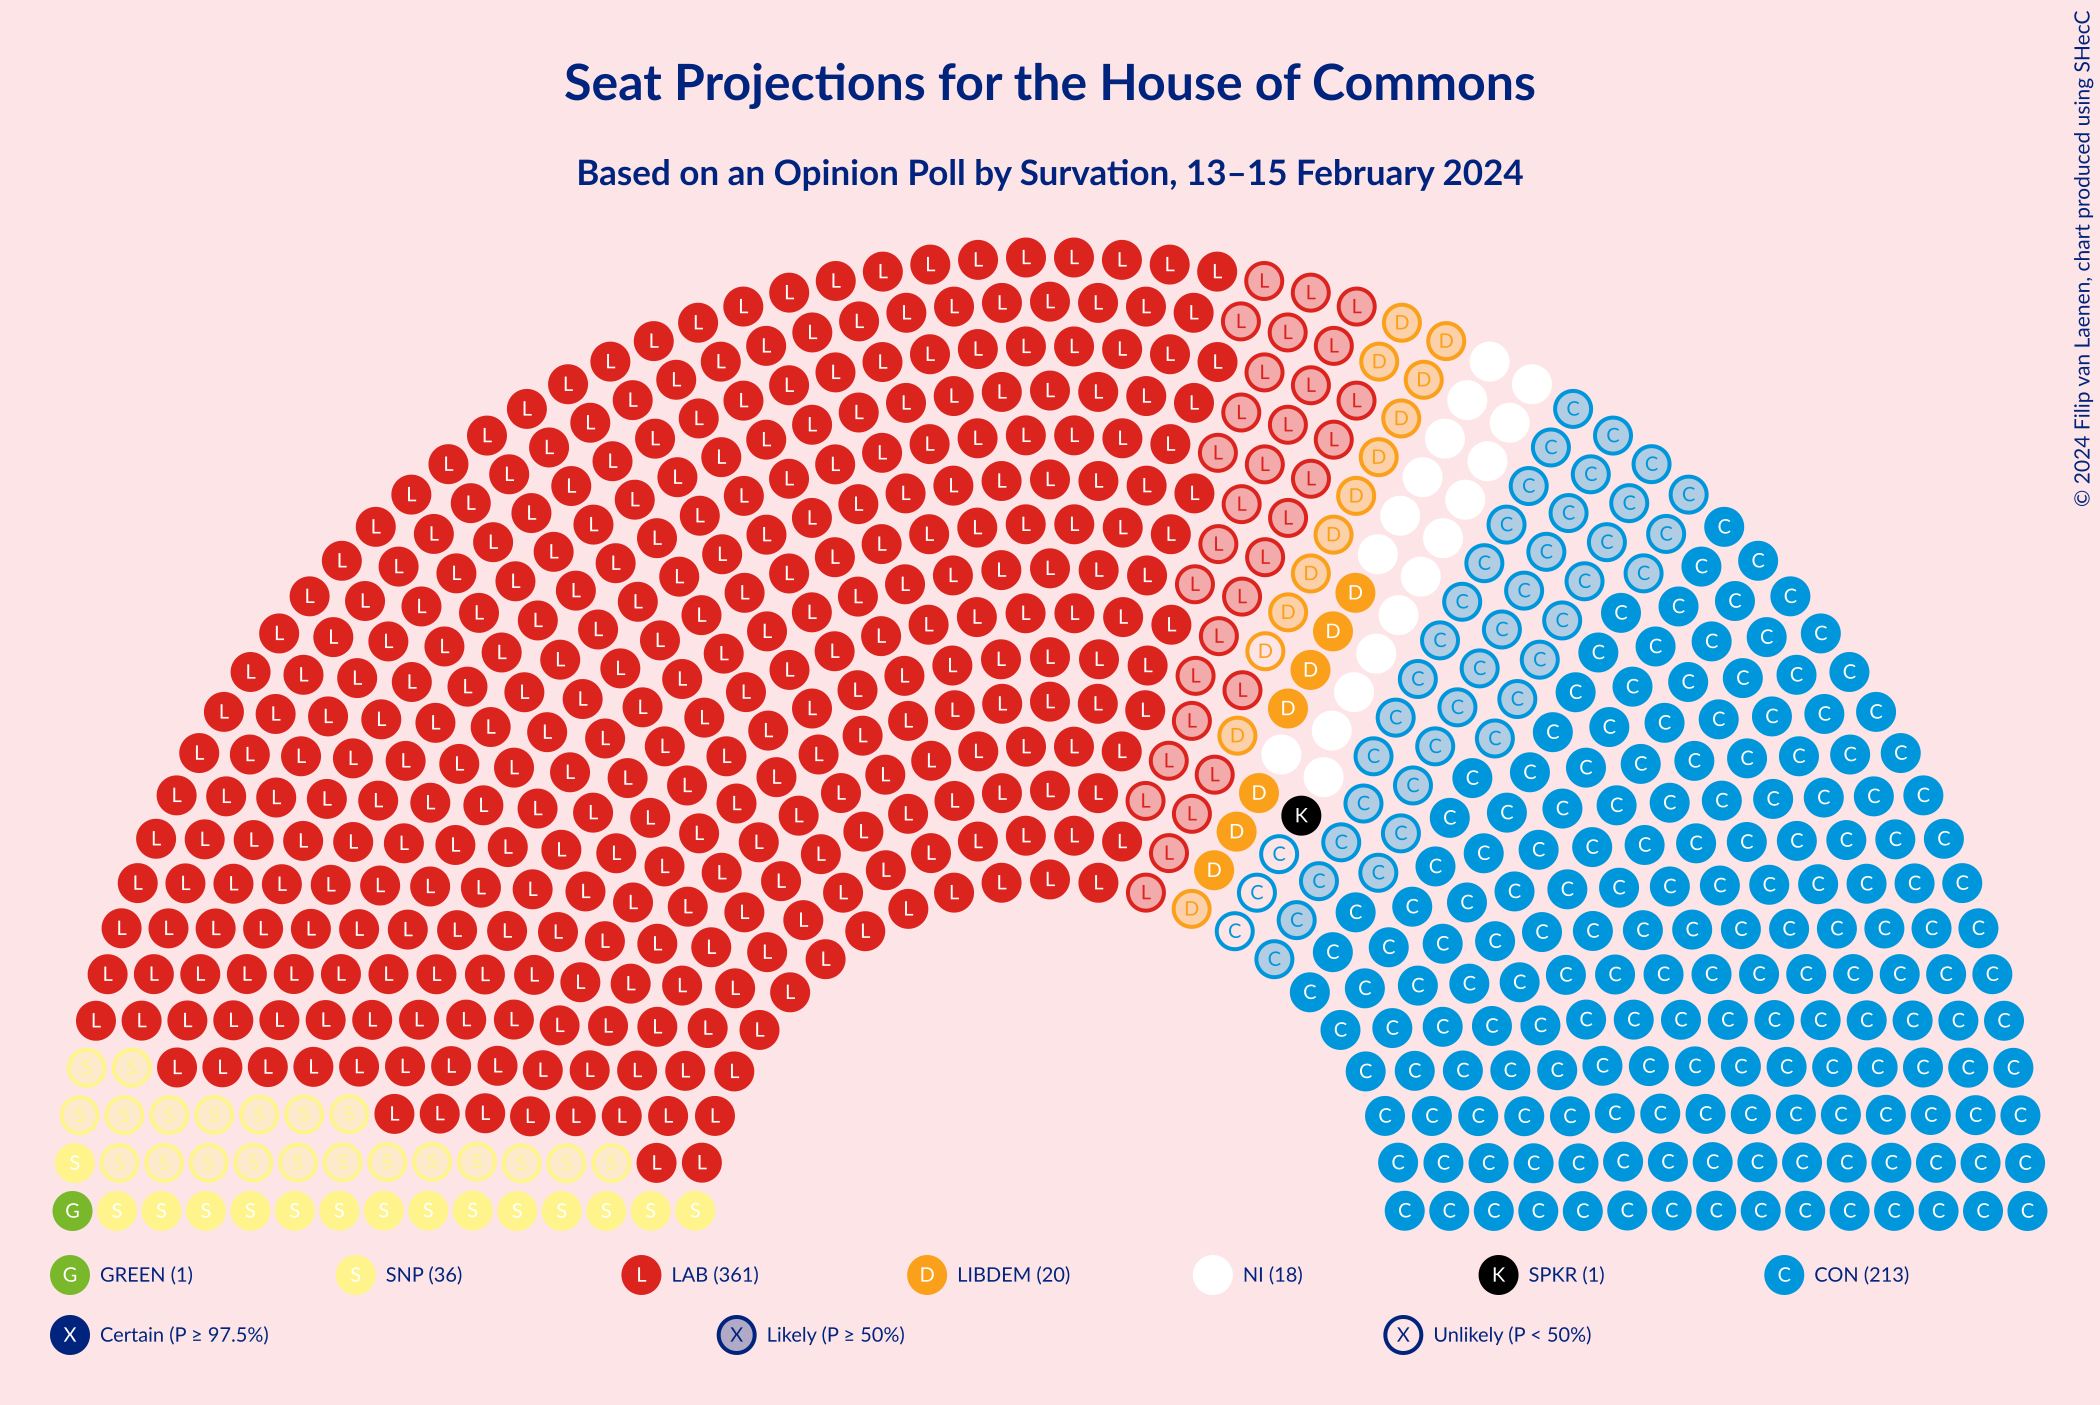 Seat Projections for the House of Commons
Based on an Opinion Poll by Survation, 13–15 February 2024
© 2024 Filip van Laenen, chart produced using SHecC
G GREEN (1)
S SNP (36)
L LAB (361)
D LIBDEM (20)
NI (18)
K SPKR (1)
C CON (213)
X Certain (P ≥ 97.5%)
X Likely (P ≥ 50%)
X Unlikely (P < 50%)